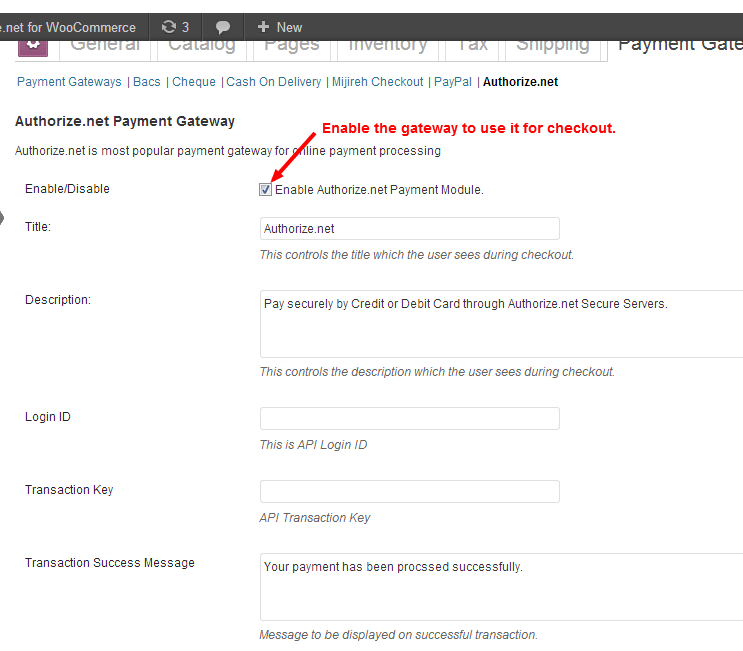 e.net for WooCommerce 3 New
General Catalog Pages Inventory Tax Shipping Payment Gate
Payment Gateways | Bacs | Cheque | Cash On Delivery | Mijireh Checkout | PayPal | Authorize.net
Authorize.net Payment Gateway
Enable the gateway to use it for checkout.
Authorize.net is most popular payment gateway for online payment processing
Enable/Disable
Enable Authorize.net Payment Module.
Title:
Authorize.net
This controls the title which the user sees during checkout.
Description:
Pay securely by Credit or Debit Card through Authorize.net Secure Servers.
This controls the description which the user sees during checkout.
Login ID
This is API Login ID
Transaction Key
API Transaction Key
Transaction Success Message
Your payment has been procssed successfully.
Message to be displayed on successful transaction.